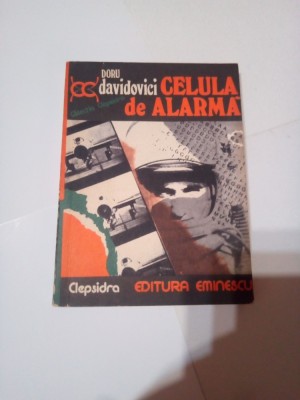 DORU
davidovici CELULA
de ALARMĂ
Clepsidra EDITURA EMINESCU